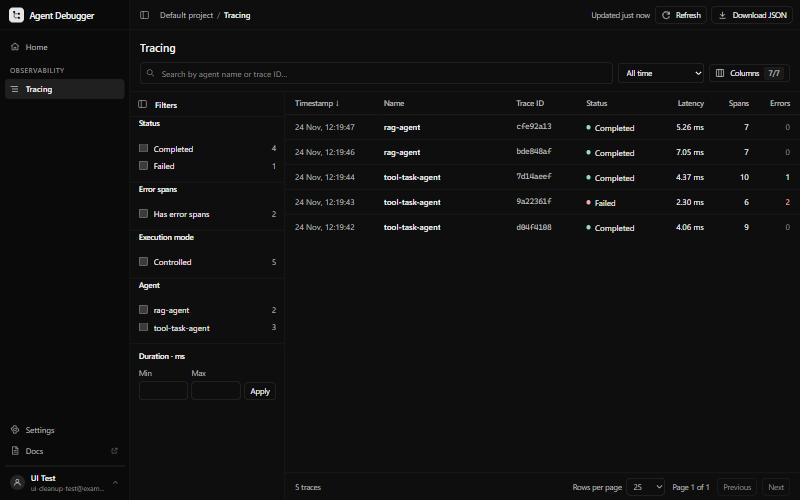 Agent Debugger
Default project / Tracing
Updated just now
Refresh
Download JSON
Home
OBSERVABILITY
Tracing
Tracing
Search by agent name or trace ID...
All time
Columns 7/7
Filters
Status
Completed 4
Failed 1
Error spans
Has error spans 2
Execution mode
Controlled 5
Agent
rag-agent 2
tool-task-agent 3
Duration · ms
Min Max
Apply
Timestamp ↓ Name Trace ID Status Latency Spans Errors
24 Nov, 12:19:47 rag-agent cfe92a13 Completed 5.26 ms 7 0
24 Nov, 12:19:46 rag-agent bde848af Completed 7.05 ms 7 0
24 Nov, 12:19:44 tool-task-agent 7d14aeef Completed 4.37 ms 10 1
24 Nov, 12:19:43 tool-task-agent 9a22361f Failed 2.30 ms 6 2
24 Nov, 12:19:42 tool-task-agent d04f4108 Completed 4.06 ms 9 0
Settings
Docs
UI Test
ui-cleanup-test@exam...
5 traces
Rows per page 25 Page 1 of 1 Previous Next